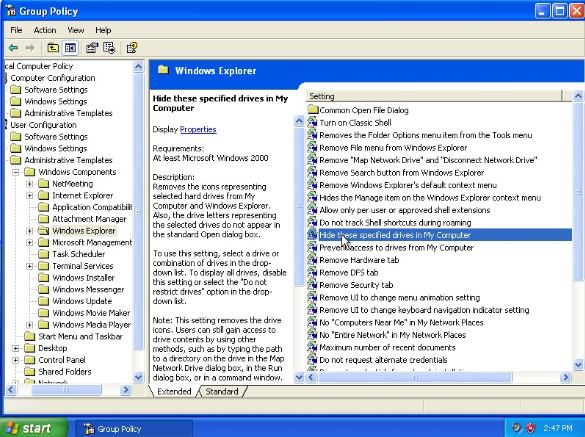 Group Policy
File Action View Help
cal Computer Policy
Computer Configuration
Software Settings
Windows Settings
Administrative Templates
User Configuration
Software Settings
Windows Settings
Administrative Templates
Windows Components
NetMeeting
Internet Explorer
Application Compatibili
Attachment Manager
Windows Explorer
Microsoft Management
Task Scheduler
Terminal Services
Windows Installer
Windows Messenger
Windows Update
Windows Movie Maker
Windows Media Player
Start Menu and Taskbar
Desktop
Control Panel
Shared Folders
Network
Windows Explorer
Hide these specified drives in My
Computer
Display Properties
Requirements:
At least Microsoft Windows 2000
Description:
Removes the icons representing
selected hard drives from My
Computer and Windows Explorer.
Also, the drive letters representing
the selected drives do not appear in
the standard Open dialog box.
To use this setting, select a drive or
combination of drives in the drop-
down list. To display all drives, disable
this setting or select the "Do not
restrict drives" option in the drop-
down list.
Note: This setting removes the drive
icons. Users can still gain access to
drive contents by using other
methods, such as by typing the path
to a directory on the drive in the Map
Network Drive dialog box, in the Run
dialog box, or in a command window.
Setting
Common Open File Dialog
Turn on Classic Shell
Removes the Folder Options menu item from the Tools menu
Remove File menu from Windows Explorer
Remove "Map Network Drive" and "Disconnect Network Drive"
Remove Search button from Windows Explorer
Remove Windows Explorer's default context menu
Hides the Manage item on the Windows Explorer context menu
Allow only per user or approved shell extensions
Do not track Shell shortcuts during roaming
Hide these specified drives in My Computer
Prevent access to drives from My Computer
Remove Hardware tab
Remove DFS tab
Remove Security tab
Remove UI to change menu animation setting
Remove UI to change keyboard navigation indicator setting
No "Computers Near Me" in My Network Places
No "Entire Network" in My Network Places
Maximum number of recent documents
Do not request alternate credentials
Extended Standard
start Group Policy 2:47 PM